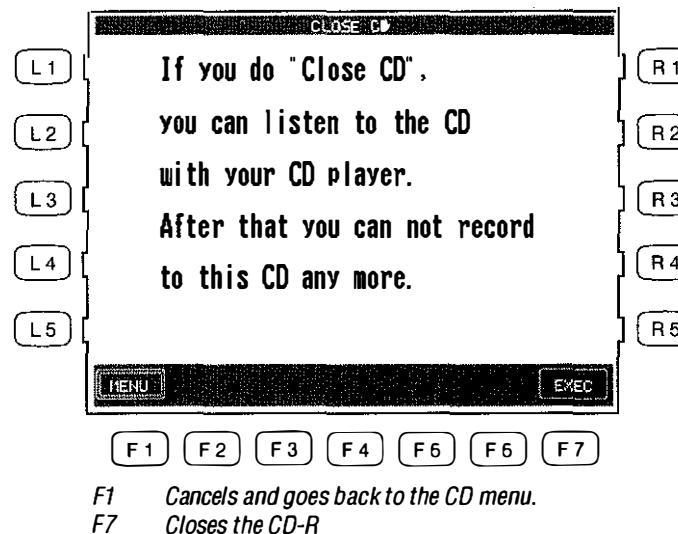 CLOSE CD
L1 R1
If you do "Close CD",
L2 R2
you can listen to the CD
with your CD player.
L3 R3
After that you can not record
L4 R4
to this CD any more.
L5 R5
MENU EXEC
F1 F2 F3 F4 F6 F6 F7
F1 Cancels and goes back to the CD menu.
F7 Closes the CD-R